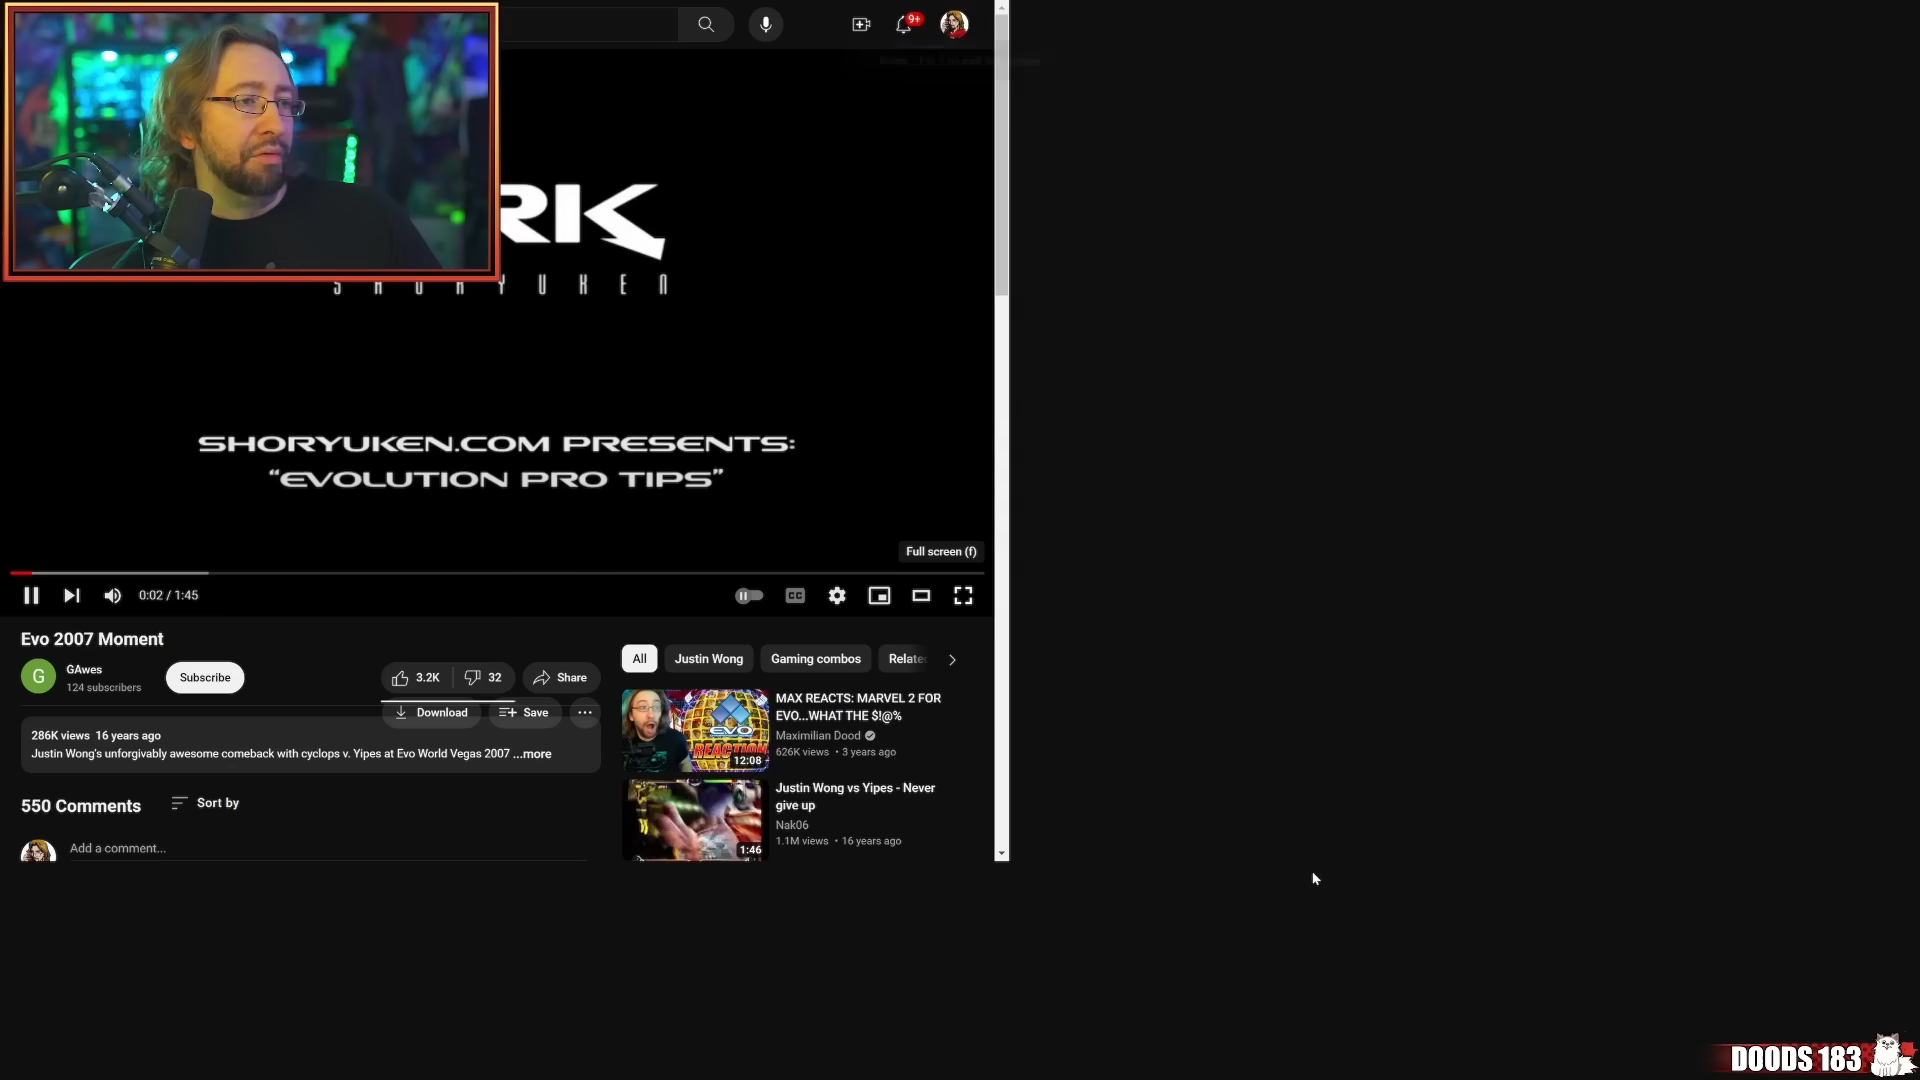 9+
RK
SHORYUKEN
SHORYUKEN.COM PRESENTS:
“EVOLUTION PRO TIPS”
Full screen (f)
0:02 / 1:45
CC
Evo 2007 Moment
G
GAwes
124 subscribers
Subscribe
3.2K
32
Share
Download
Save
286K views 16 years ago
Justin Wong's unforgivably awesome comeback with cyclops v. Yipes at Evo World Vegas 2007 ...more
550 Comments
Sort by
Add a comment...
All
Justin Wong
Gaming combos
Relate
MAX REACTS: MARVEL 2 FOR
EVO...WHAT THE $!@%
Maximilian Dood
626K views • 3 years ago
EVO
REACTION
12:08
Justin Wong vs Yipes - Never
give up
Nak06
1.1M views • 16 years ago
1:46
DOODS 183